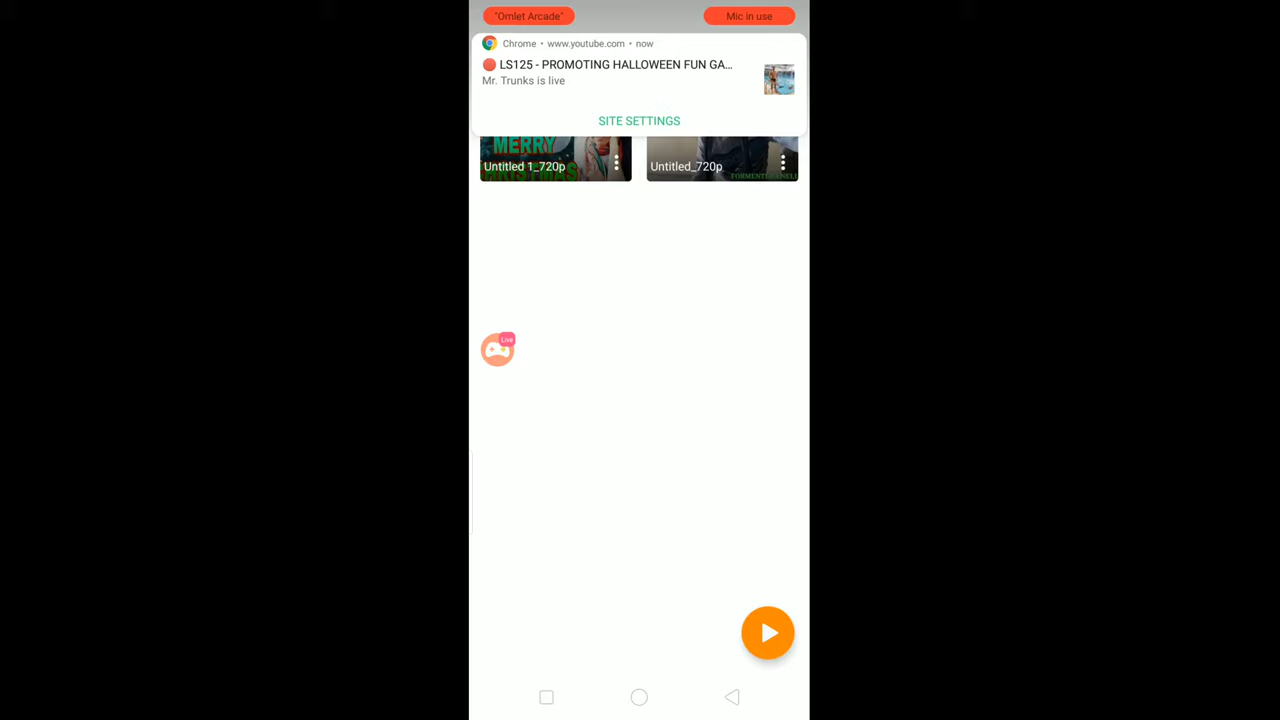 "Omlet Arcade"
Mic in use
Chrome • www.youtube.com • now
LS125 - PROMOTING HALLOWEEN FUN GA...
Mr. Trunks is live
SITE SETTINGS
MERRY
CHRISTMAS
Untitled 1_720p
Untitled_720p
Live